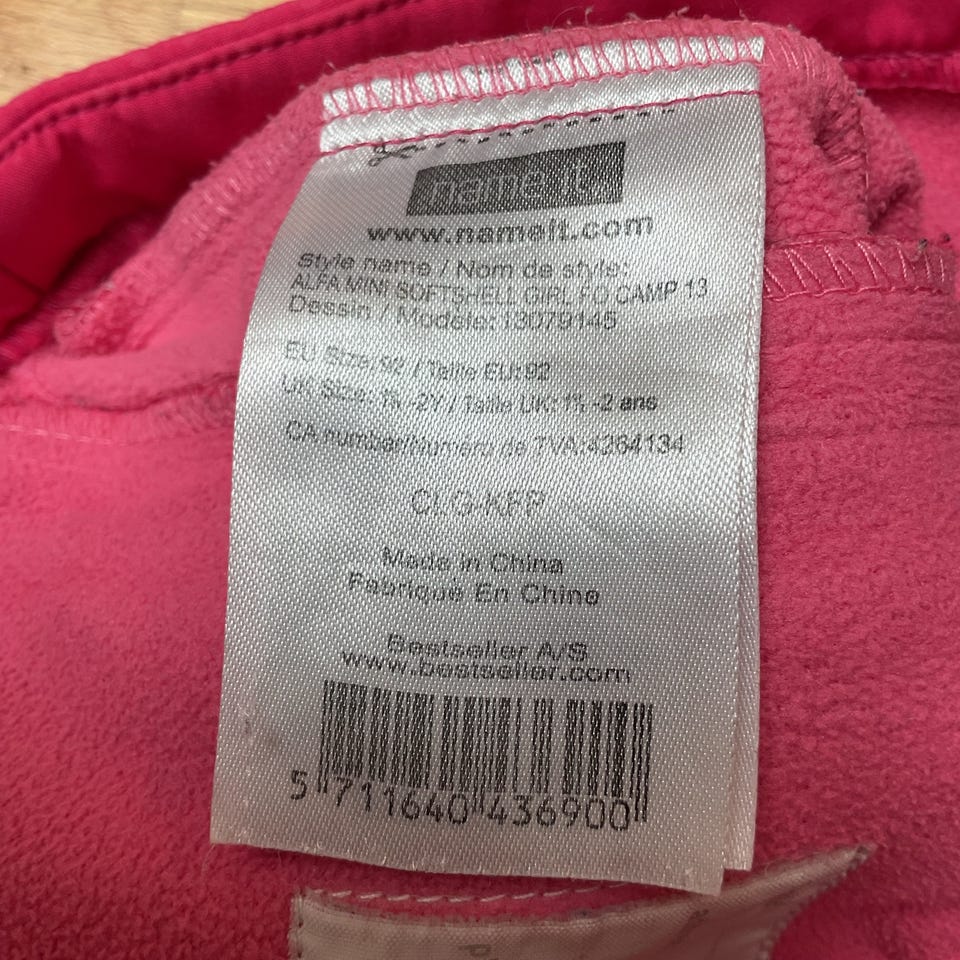 name it
www.nameit.com
Style name / Nom de style:
ALFA MINI SOFTSHELL GIRL FO CAMP 13
Dessin / Modele: 13079145
EU Size: 92 / Taille EU: 92
UK Size: 1½ -2Y / Taille UK: 1½ -2 ans
CA number/Numero de TVA:4264134
CLG-KFP
Made in China
Fabriqué En Chine
Bestseller A/S
www.bestseller.com
5 711640 436900